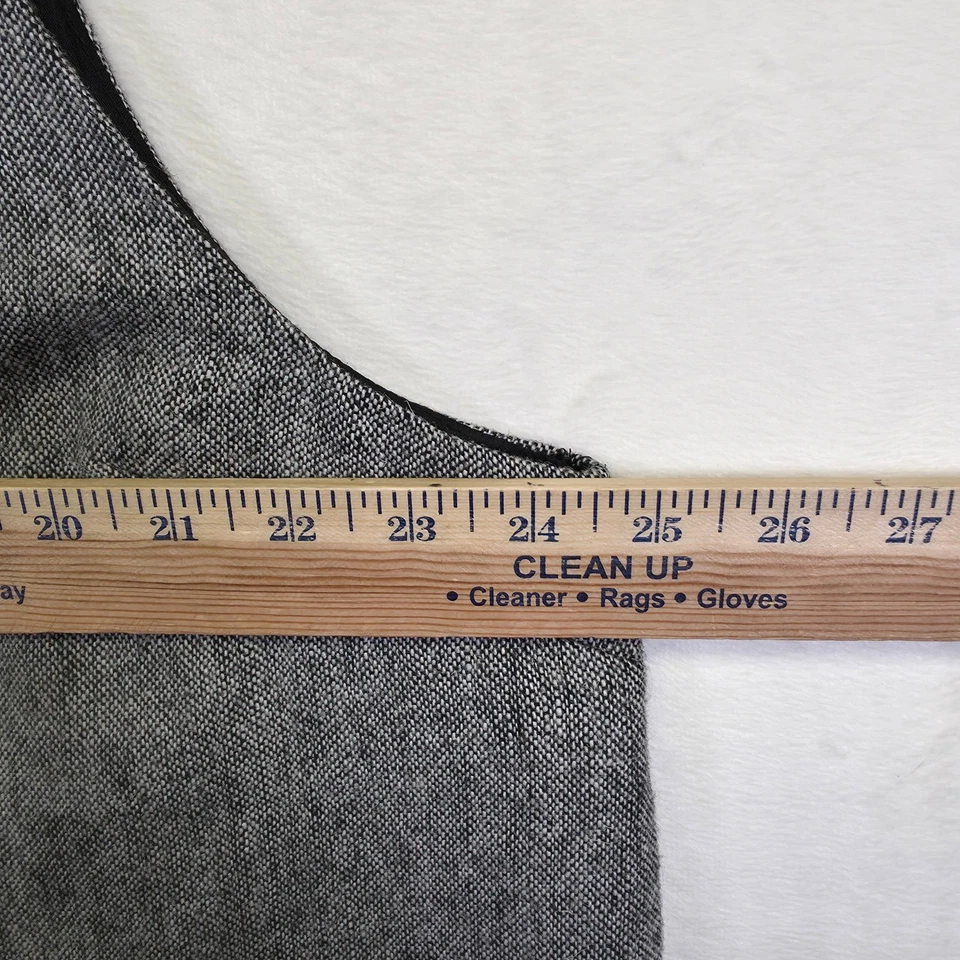 20 21 22 23 24 25 26 27
CLEAN UP
ay • Cleaner • Rags • Gloves